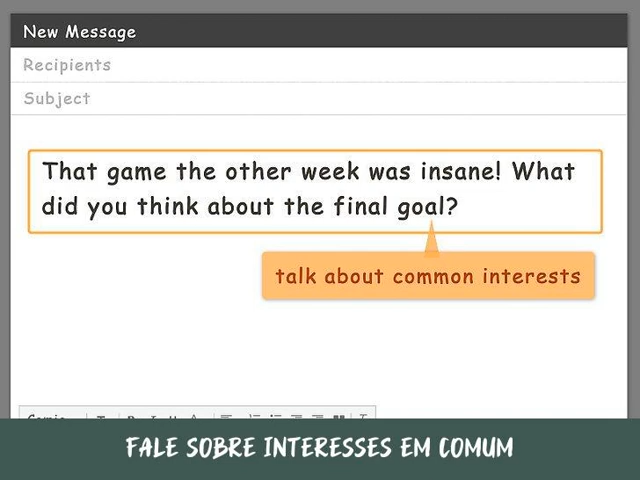 New Message
Recipients
Subject
That game the other week was insane! What
did you think about the final goal?
talk about common interests
FALE SOBRE INTERESSES EM COMUM